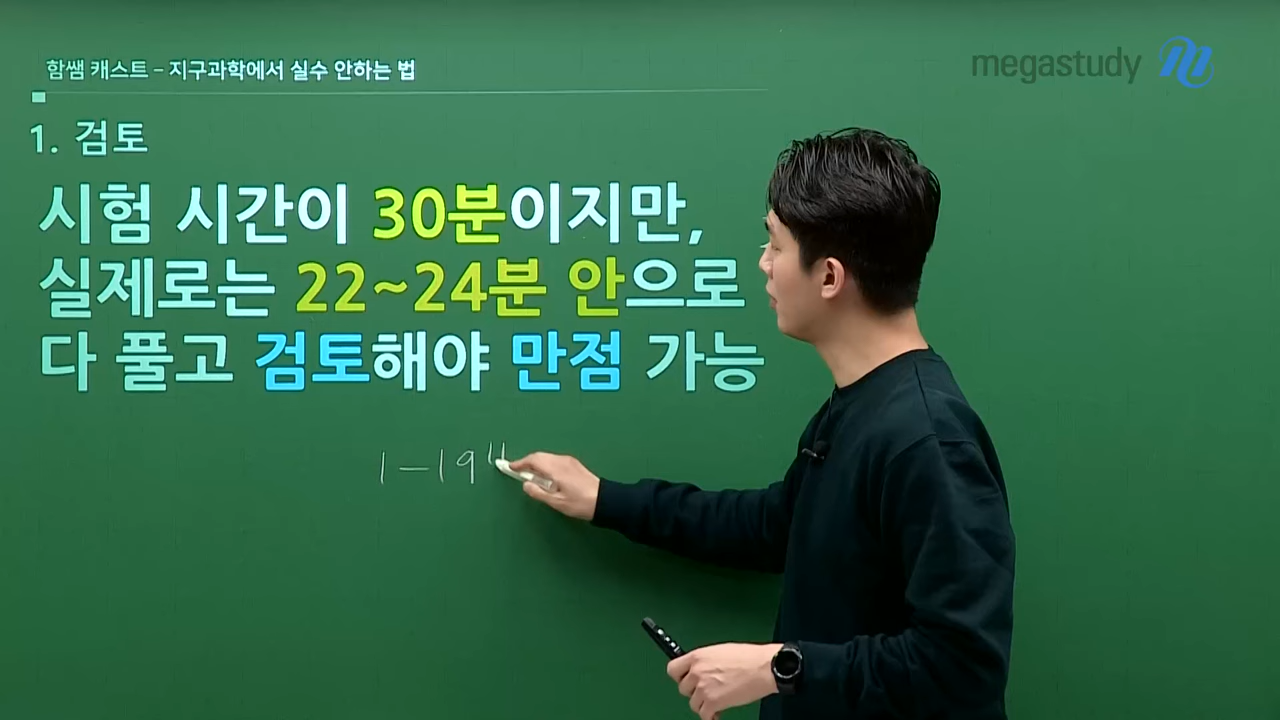 함쌤 캐스트 – 지구과학에서 실수 안하는 법
megastudy
1. 검토
시험 시간이 30분이지만,
실제로는 22~24분 안으로
다 풀고 검토해야 만점 가능
1-19